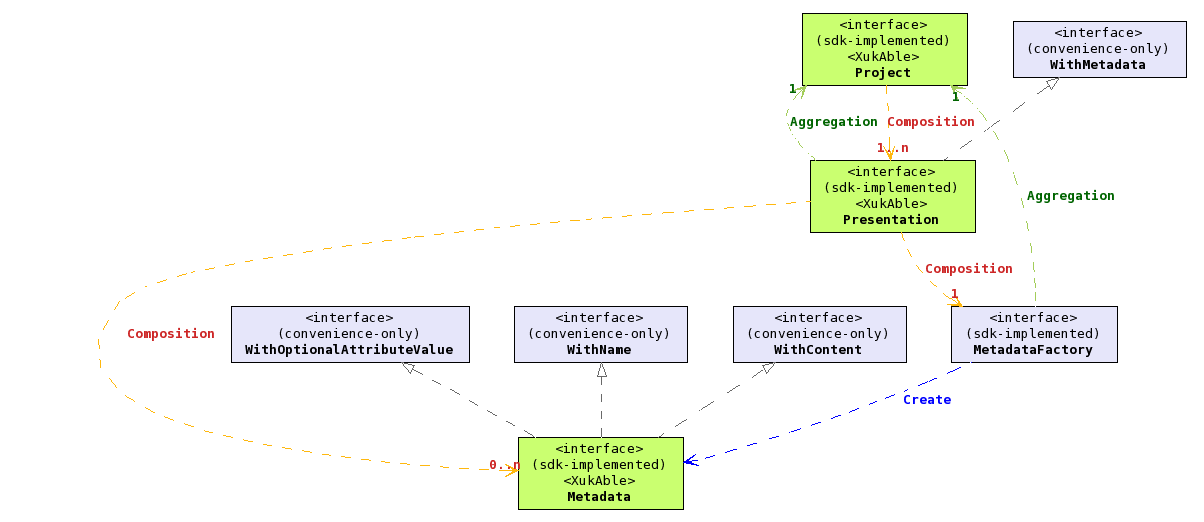 <interface>
(sdk-implemented)
<XukAble>
Project
<interface>
(convenience-only)
WithMetadata
1
1
Aggregation
Composition
1..n
<interface>
(sdk-implemented)
<XukAble>
Presentation
Aggregation
Composition
1
Composition
<interface>
(convenience-only)
WithOptionalAttributeValue
<interface>
(convenience-only)
WithName
<interface>
(convenience-only)
WithContent
<interface>
(sdk-implemented)
MetadataFactory
Create
0..n
<interface>
(sdk-implemented)
<XukAble>
Metadata